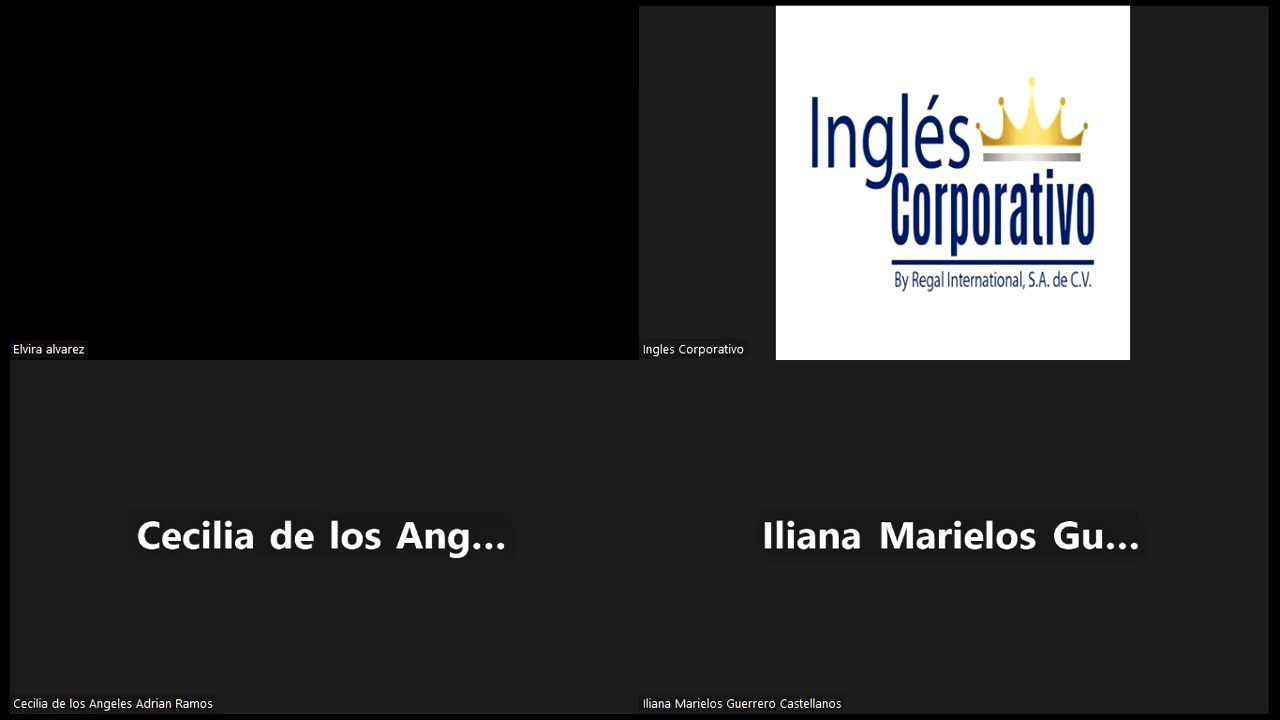 Inglés
Corporativo
By Regal International, S.A. de C.V.
Elvira alvarez
Ingles Corporativo
Cecilia de los Ang...
Iliana Marielos Gu...
Cecilia de los Angeles Adrian Ramos
Iliana Marielos Guerrero Castellanos